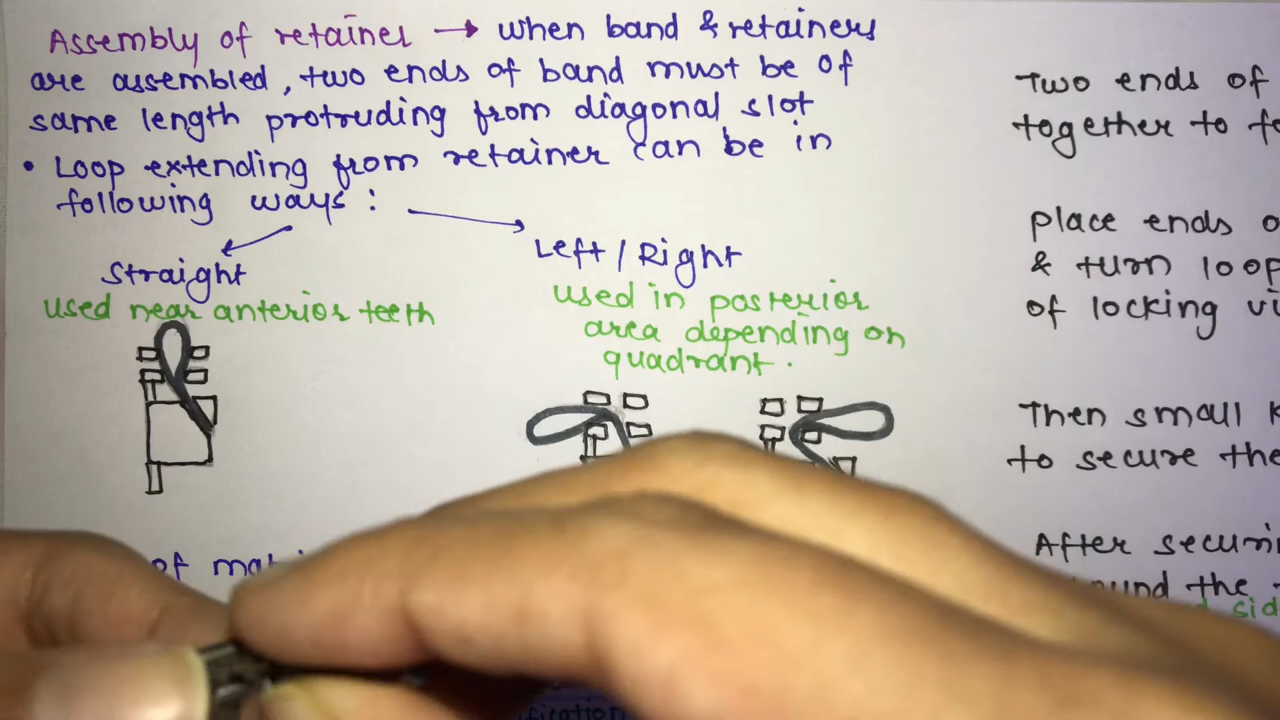 Assembly of retainer → when band & retainers
are assembled, two ends of band must be of
same length protruding from diagonal slot
• Loop extending from retainer can be in
following ways :
Straight
used near anterior teeth
Left / Right
used in posterior
area depending on
quadrant .
of
Two ends of
together to
place ends
& turn loop
of locking
Then small
to secure the
After
the